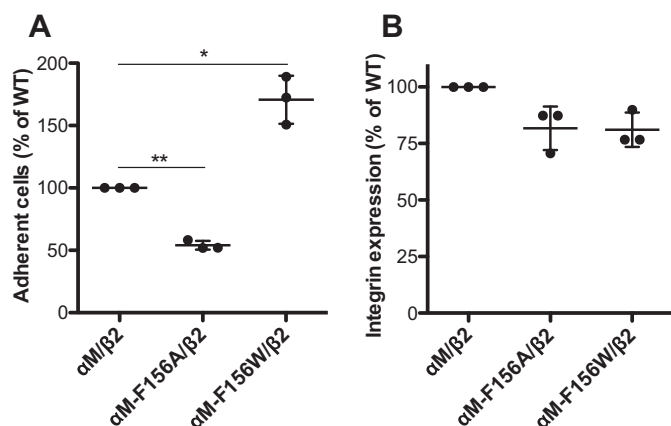 A
Adherent cells (% of WT)
200
150
100
50
0
*
**
αM/β2
αM-F156A/β2
αM-F156W/β2
B
Integrin expression (% of WT)
100
75
50
25
0
αM/β2
αM-F156A/β2
αM-F156W/β2